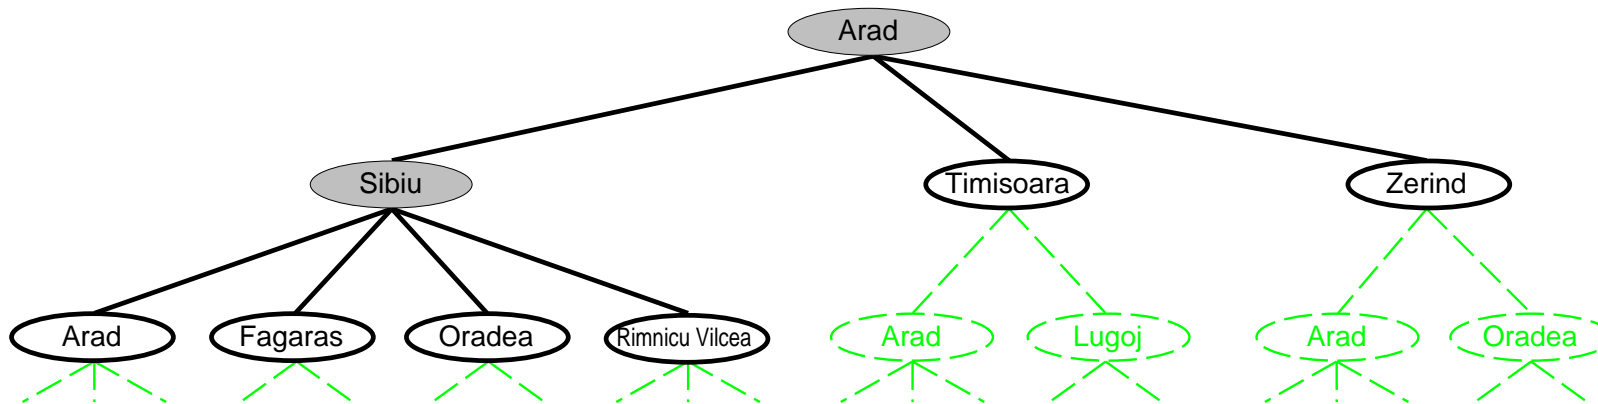 Arad
Sibiu
Timisoara
Zerind
Arad
Fagaras
Oradea
Rimnicu Vilcea
Arad
Lugoj
Arad
Oradea